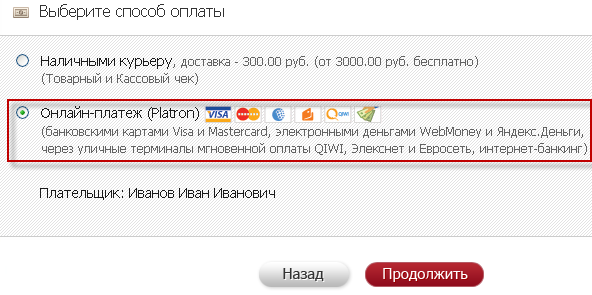 Выберите способ оплаты
Наличными курьеру, доставка - 300.00 руб. (от 3000.00 руб. бесплатно)
(Товарный и Кассовый чек)
Онлайн-платеж (Platron) VISA QIWI
(банковскими картами Visa и Mastercard, электронными деньгами WebMoney и Яндекс.Деньги,
через уличные терминалы мгновенной оплаты QIWI, Элекснет и Евросеть, интернет-банкинг)
Плательщик: Иванов Иван Иванович
Назад Продолжить